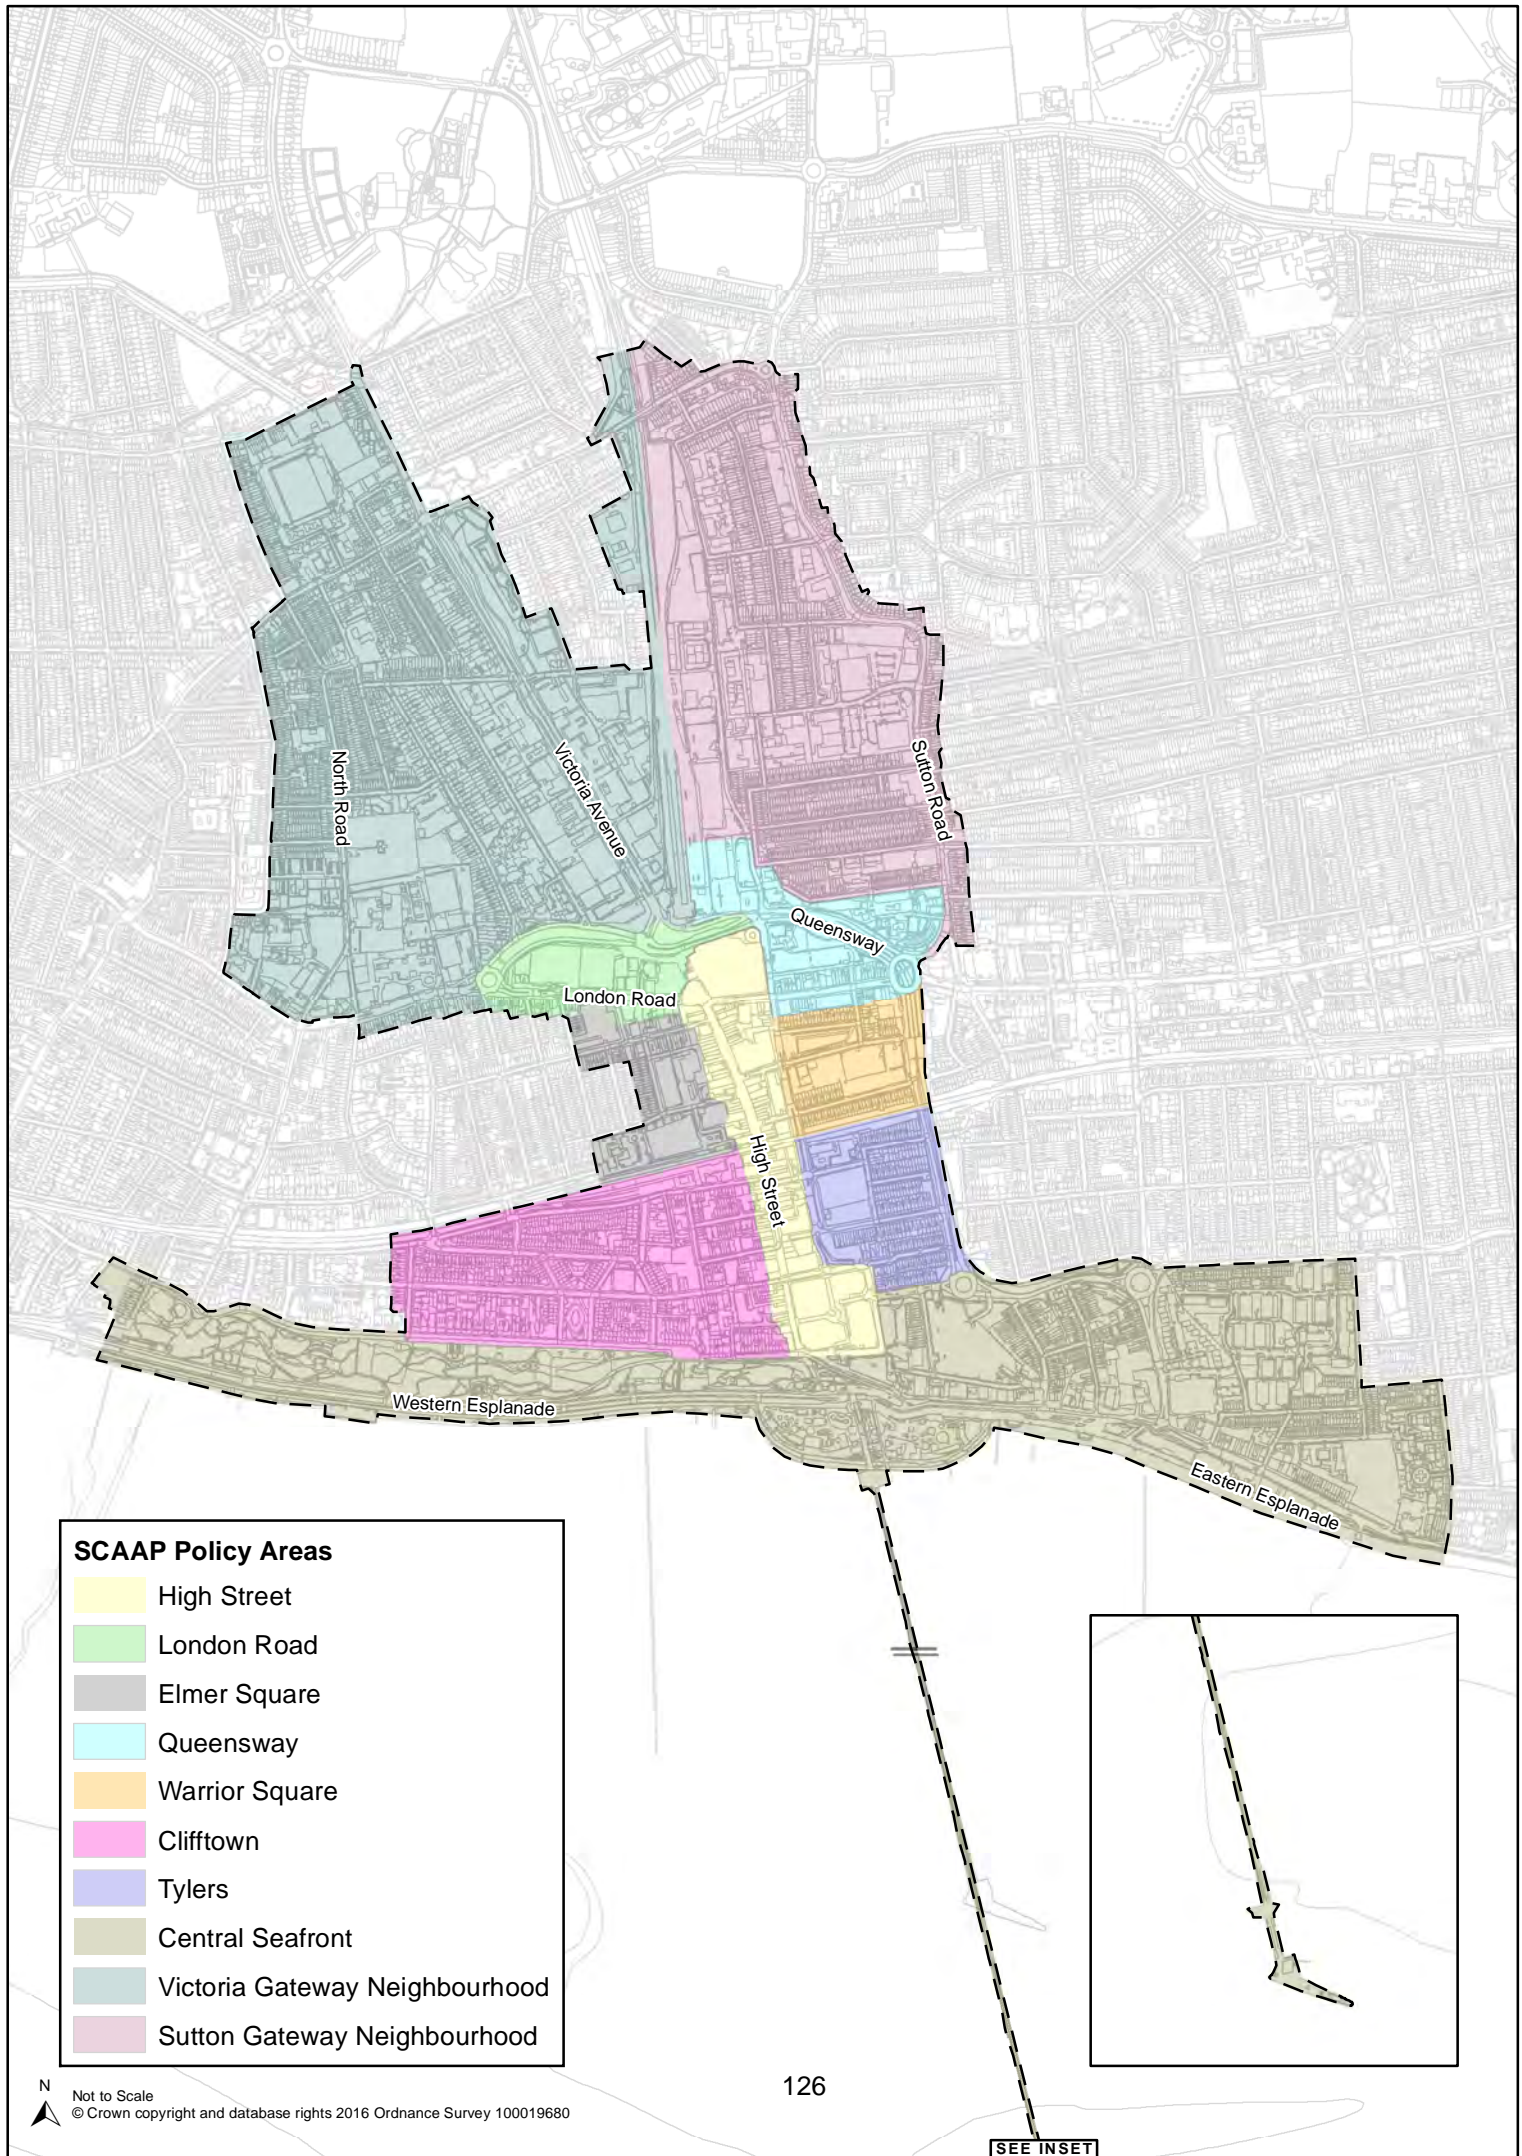 North Road
Victoria Avenue
Sutton Road
Queensway
London Road
High Street
Western Esplanade
Eastern Esplanade
SCAAP Policy Areas
High Street
London Road
Elmer Square
Queensway
Warrior Square
Clifftown
Tylers
Central Seafront
Victoria Gateway Neighbourhood
Sutton Gateway Neighbourhood
N
Not to Scale
© Crown copyright and database rights 2016 Ordnance Survey 100019680
126
SEE INSET